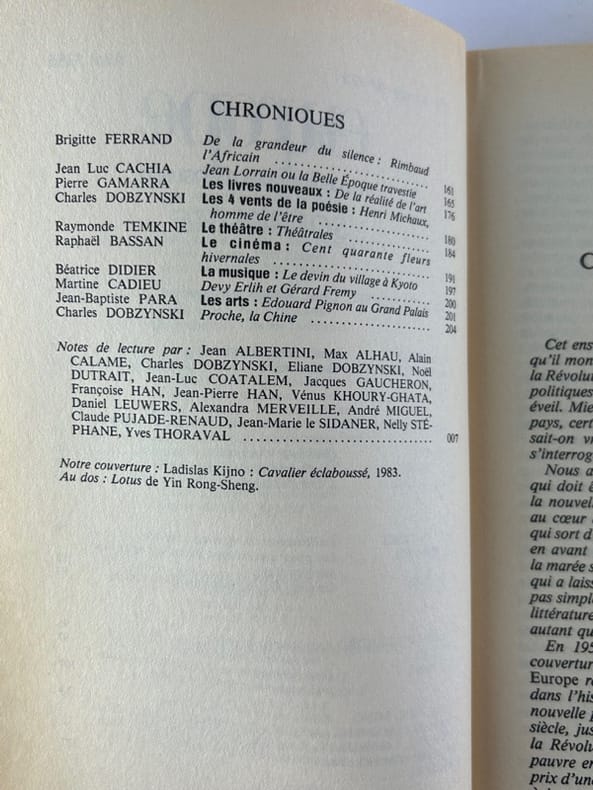 CHRONIQUES
Brigitte FERRAND De la grandeur du silence : Rimbaud
l'Africain .......................... 161
Jean Luc CACHIA Jean Lorrain ou la Belle Époque travestie 165
Pierre GAMARRA Les livres nouveaux : De la réalité de l'art 176
Charles DOBZYNSKI Les 4 vents de la poésie : Henri Michaux,
homme de l'être .................... 180
Raymonde TEMKINE Le théâtre : Théâtrales ................ 184
Raphaël BASSAN Le cinéma : Cent quarante fleurs
hivernales .......................... 191
Béatrice DIDIER La musique : Le devin du village à Kyoto 197
Martine CADIEU Devy Erlih et Gérard Fremy .......... 200
Jean-Baptiste PARA Les arts : Edouard Pignon au Grand Palais 201
Charles DOBZYNSKI Proche, la Chine .................... 204
Notes de lecture par : Jean ALBERTINI, Max ALHAU, Alain
CALAME, Charles DOBZYNSKI, Eliane DOBZYNSKI, Noël
DUTRAIT, Jean-Luc COATALEM, Jacques GAUCHERON,
Françoise HAN, Jean-Pierre HAN, Vénus KHOURY-GHATA,
Daniel LEUWERS, Alexandra MERVEILLE, André MIGUEL,
Claude PUJADE-RENAUD, Jean-Marie le SIDANER, Nelly STÉ-
PHANE, Yves THORAVAL .............................. 007
Notre couverture : Ladislas Kijno : Cavalier éclaboussé, 1983.
Au dos : Lotus de Yin Rong-Sheng.
C
Cet ens
qu'il mon
la Révolu
politiques
éveil. Mie
pays, cert
sait-on vr
s'interrog
Nous a
qui doit ê
la nouvel
au cœur
qui sort d
en avant
la marée s
qui a laiss
pas simpl
littérature
autant qu
En 195
couvertur
Europe re
dans l'his
nouvelle p
siècle, jus
la Révolu
pauvre en
prix d'une